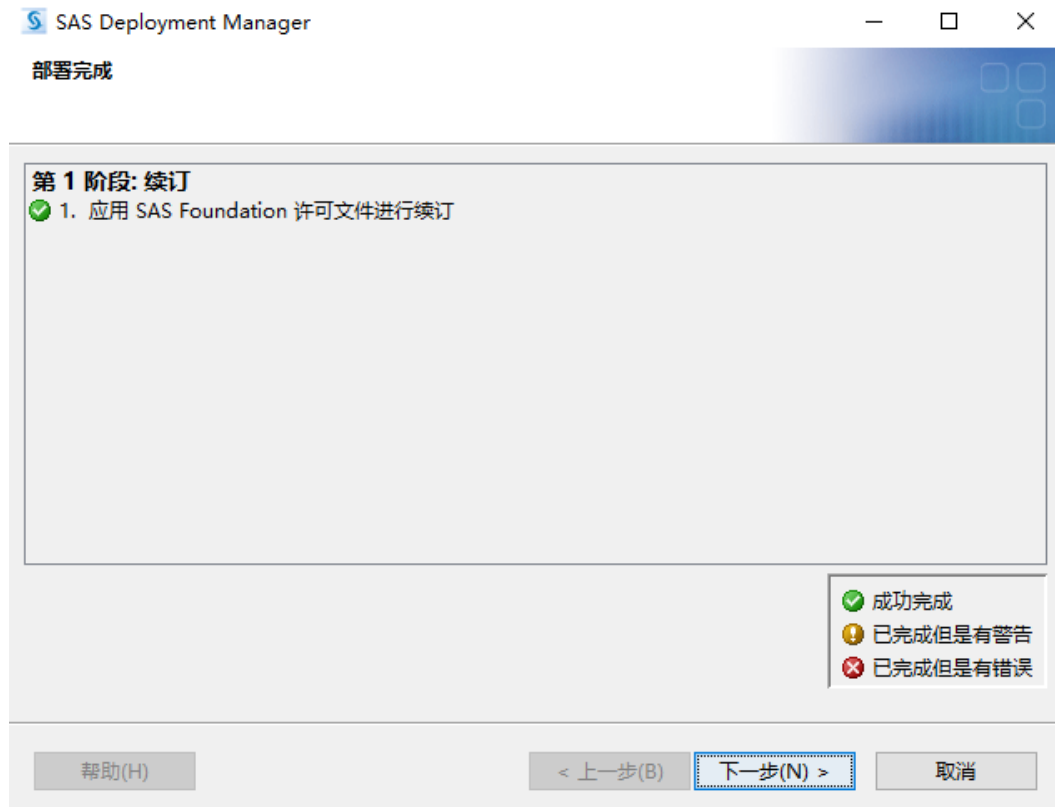 SAS Deployment Manager
部署完成
第 1 阶段: 续订
1. 应用 SAS Foundation 许可文件进行续订
成功完成
已完成但是有警告
已完成但是有错误
帮助(H)
< 上一步(B)
下一步(N) >
取消